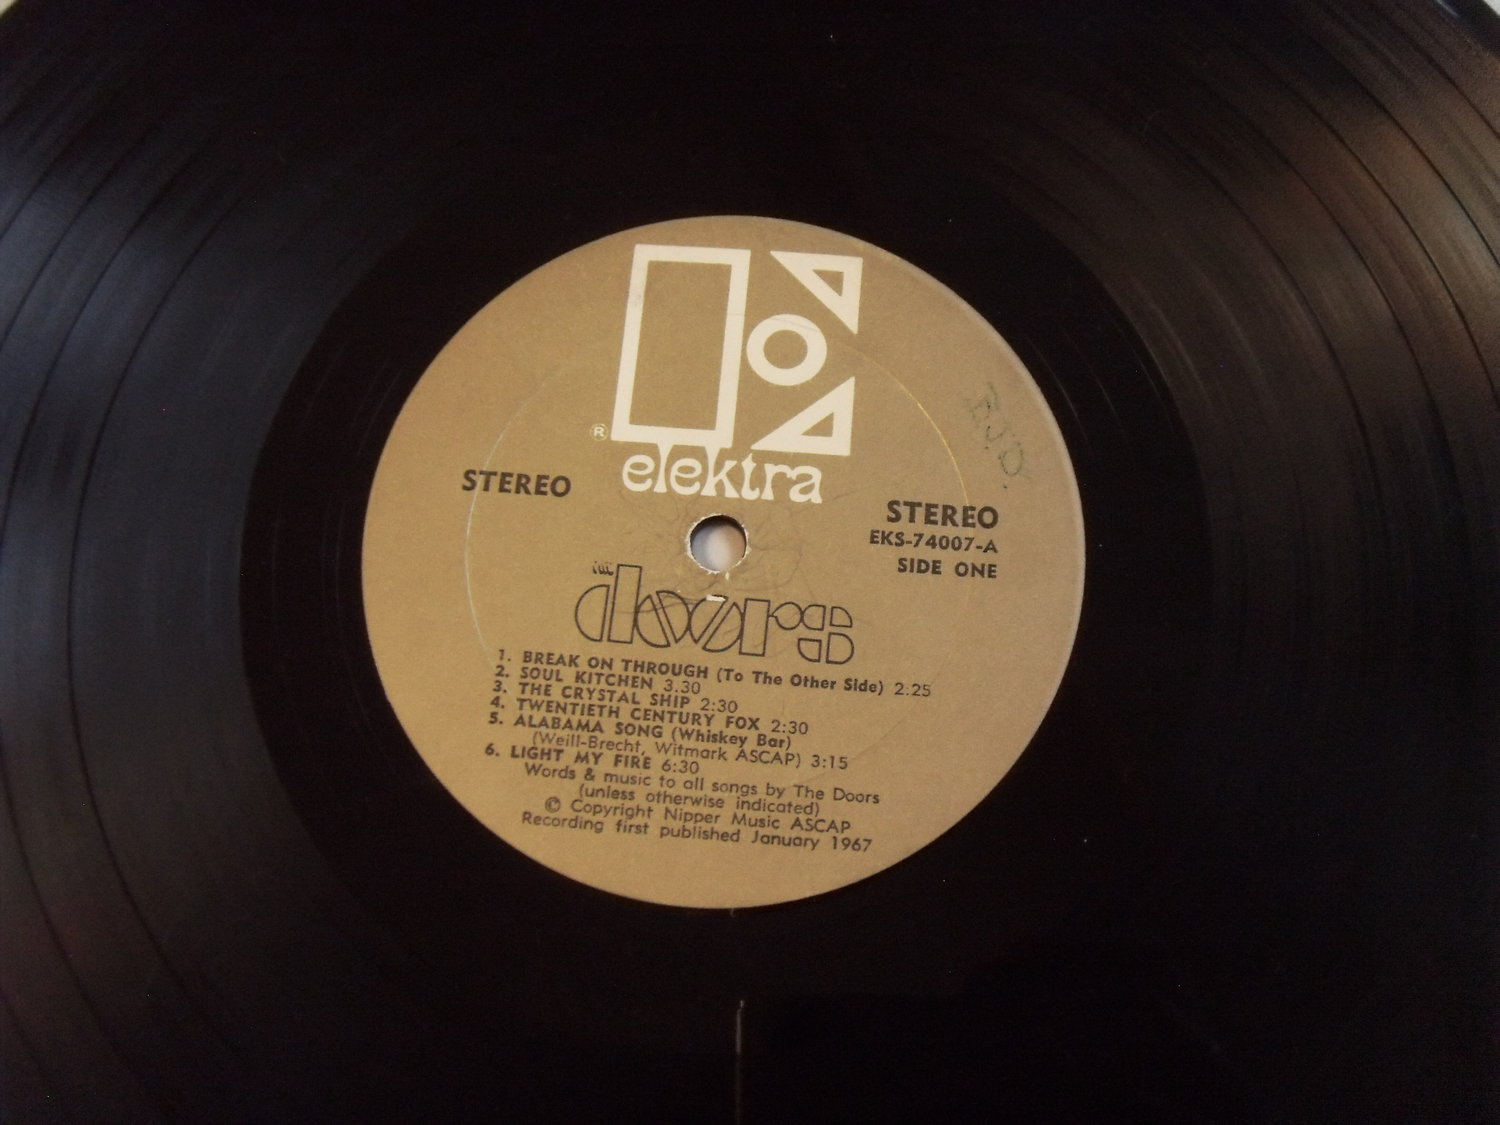 ®
elektra
STEREO
STEREO
EKS-74007-A
SIDE ONE
the doors
1. BREAK ON THROUGH (To The Other Side) 2:25
2. SOUL KITCHEN 3.30
3. THE CRYSTAL SHIP 2:30
4. TWENTIETH CENTURY FOX 2:30
5. ALABAMA SONG (Whiskey Bar)
(Weill-Brecht, Witmark ASCAP) 3:15
6. LIGHT MY FIRE 6:30
Words & music to all songs by The Doors
(unless otherwise indicated)
© Copyright Nipper Music ASCAP
Recording first published January 1967